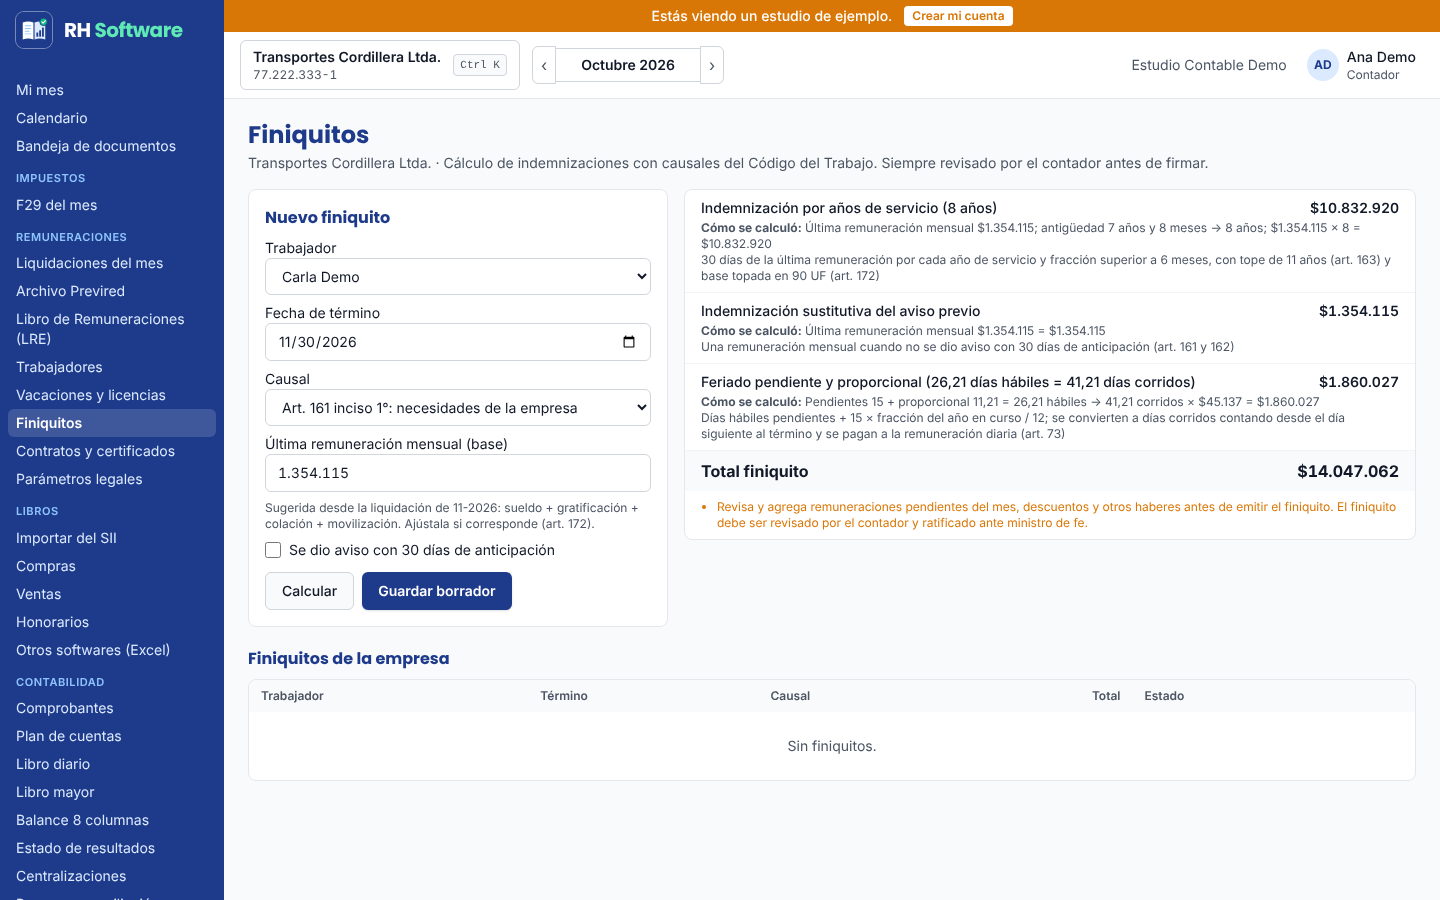 RH Software
Estás viendo un estudio de ejemplo.
Crear mi cuenta
Transportes Cordillera Ltda.
77.222.333-1
Ctrl K
‹
Octubre 2026
›
Estudio Contable Demo
AD
Ana Demo
Contador
Mi mes
Calendario
Bandeja de documentos
IMPUESTOS
F29 del mes
REMUNERACIONES
Liquidaciones del mes
Archivo Previred
Libro de Remuneraciones
(LRE)
Trabajadores
Vacaciones y licencias
Finiquitos
Contratos y certificados
Parámetros legales
LIBROS
Importar del SII
Compras
Ventas
Honorarios
Otros softwares (Excel)
CONTABILIDAD
Comprobantes
Plan de cuentas
Libro diario
Libro mayor
Balance 8 columnas
Estado de resultados
Centralizaciones
Finiquitos
Transportes Cordillera Ltda. · Cálculo de indemnizaciones con causales del Código del Trabajo. Siempre revisado por el contador antes de firmar.
Nuevo finiquito
Trabajador
Carla Demo
Fecha de término
11/30/2026
Causal
Art. 161 inciso 1°: necesidades de la empresa
Última remuneración mensual (base)
1.354.115
Sugerida desde la liquidación de 11-2026: sueldo + gratificación +
colación + movilización. Ajústala si corresponde (art. 172).
Se dio aviso con 30 días de anticipación
Calcular
Guardar borrador
Indemnización por años de servicio (8 años) $10.832.920
Cómo se calculó: Última remuneración mensual $1.354.115; antigüedad 7 años y 8 meses → 8 años; $1.354.115 × 8 =
$10.832.920
30 días de la última remuneración por cada año de servicio y fracción superior a 6 meses, con tope de 11 años (art. 163) y
base topada en 90 UF (art. 172)
Indemnización sustitutiva del aviso previo $1.354.115
Cómo se calculó: Última remuneración mensual $1.354.115 = $1.354.115
Una remuneración mensual cuando no se dio aviso con 30 días de anticipación (art. 161 y 162)
Feriado pendiente y proporcional (26,21 días hábiles = 41,21 días corridos) $1.860.027
Cómo se calculó: Pendientes 15 + proporcional 11,21 = 26,21 hábiles → 41,21 corridos × $45.137 = $1.860.027
Días hábiles pendientes + 15 × fracción del año en curso / 12; se convierten a días corridos contando desde el día
siguiente al término y se pagan a la remuneración diaria (art. 73)
Total finiquito $14.047.062
• Revisa y agrega remuneraciones pendientes del mes, descuentos y otros haberes antes de emitir el finiquito. El finiquito
debe ser revisado por el contador y ratificado ante ministro de fe.
Finiquitos de la empresa
Trabajador Término Causal Total Estado
Sin finiquitos.